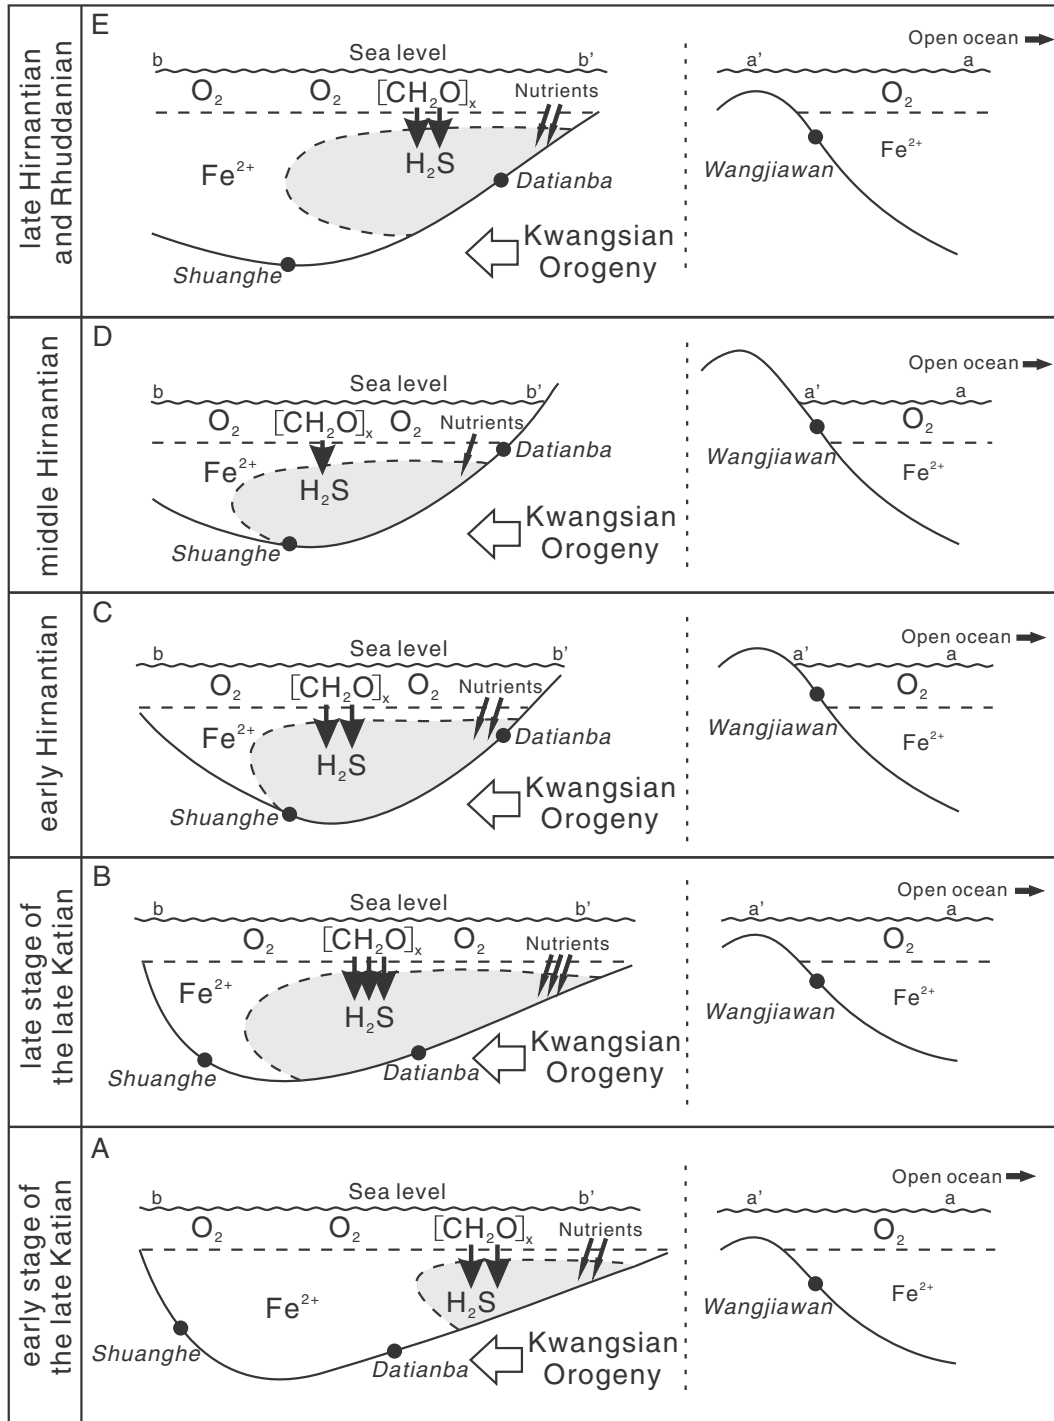 late Hirnantian
and Rhuddanian
E
b
Sea level
b’
O₂
O₂
[CH₂O]ₓ
Nutrients
Fe²⁺
H₂S
Datianba
Shuanghe
Kwangsian
Orogeny
Open ocean
a’
a
O₂
Wangjiawan
Fe²⁺
middle Hirnantian
D
b
Sea level
b’
O₂
[CH₂O]ₓ
O₂
Nutrients
Fe²⁺
H₂S
Datianba
Shuanghe
Kwangsian
Orogeny
Open ocean
a’
a
O₂
Wangjiawan
Fe²⁺
early Hirnantian
C
b
Sea level
b’
O₂
[CH₂O]ₓ
O₂
Nutrients
Fe²⁺
H₂S
Datianba
Shuanghe
Kwangsian
Orogeny
Open ocean
a’
a
O₂
Wangjiawan
Fe²⁺
late stage of
the late Katian
B
b
Sea level
b’
O₂
[CH₂O]ₓ
O₂
Nutrients
Fe²⁺
H₂S
Shuanghe
Datianba
Kwangsian
Orogeny
Open ocean
a’
a
O₂
Wangjiawan
Fe²⁺
early stage of
the late Katian
A
b
Sea level
b’
O₂
O₂
[CH₂O]ₓ
Nutrients
Fe²⁺
H₂S
Shuanghe
Datianba
Kwangsian
Orogeny
Open ocean
a’
a
O₂
Wangjiawan
Fe²⁺